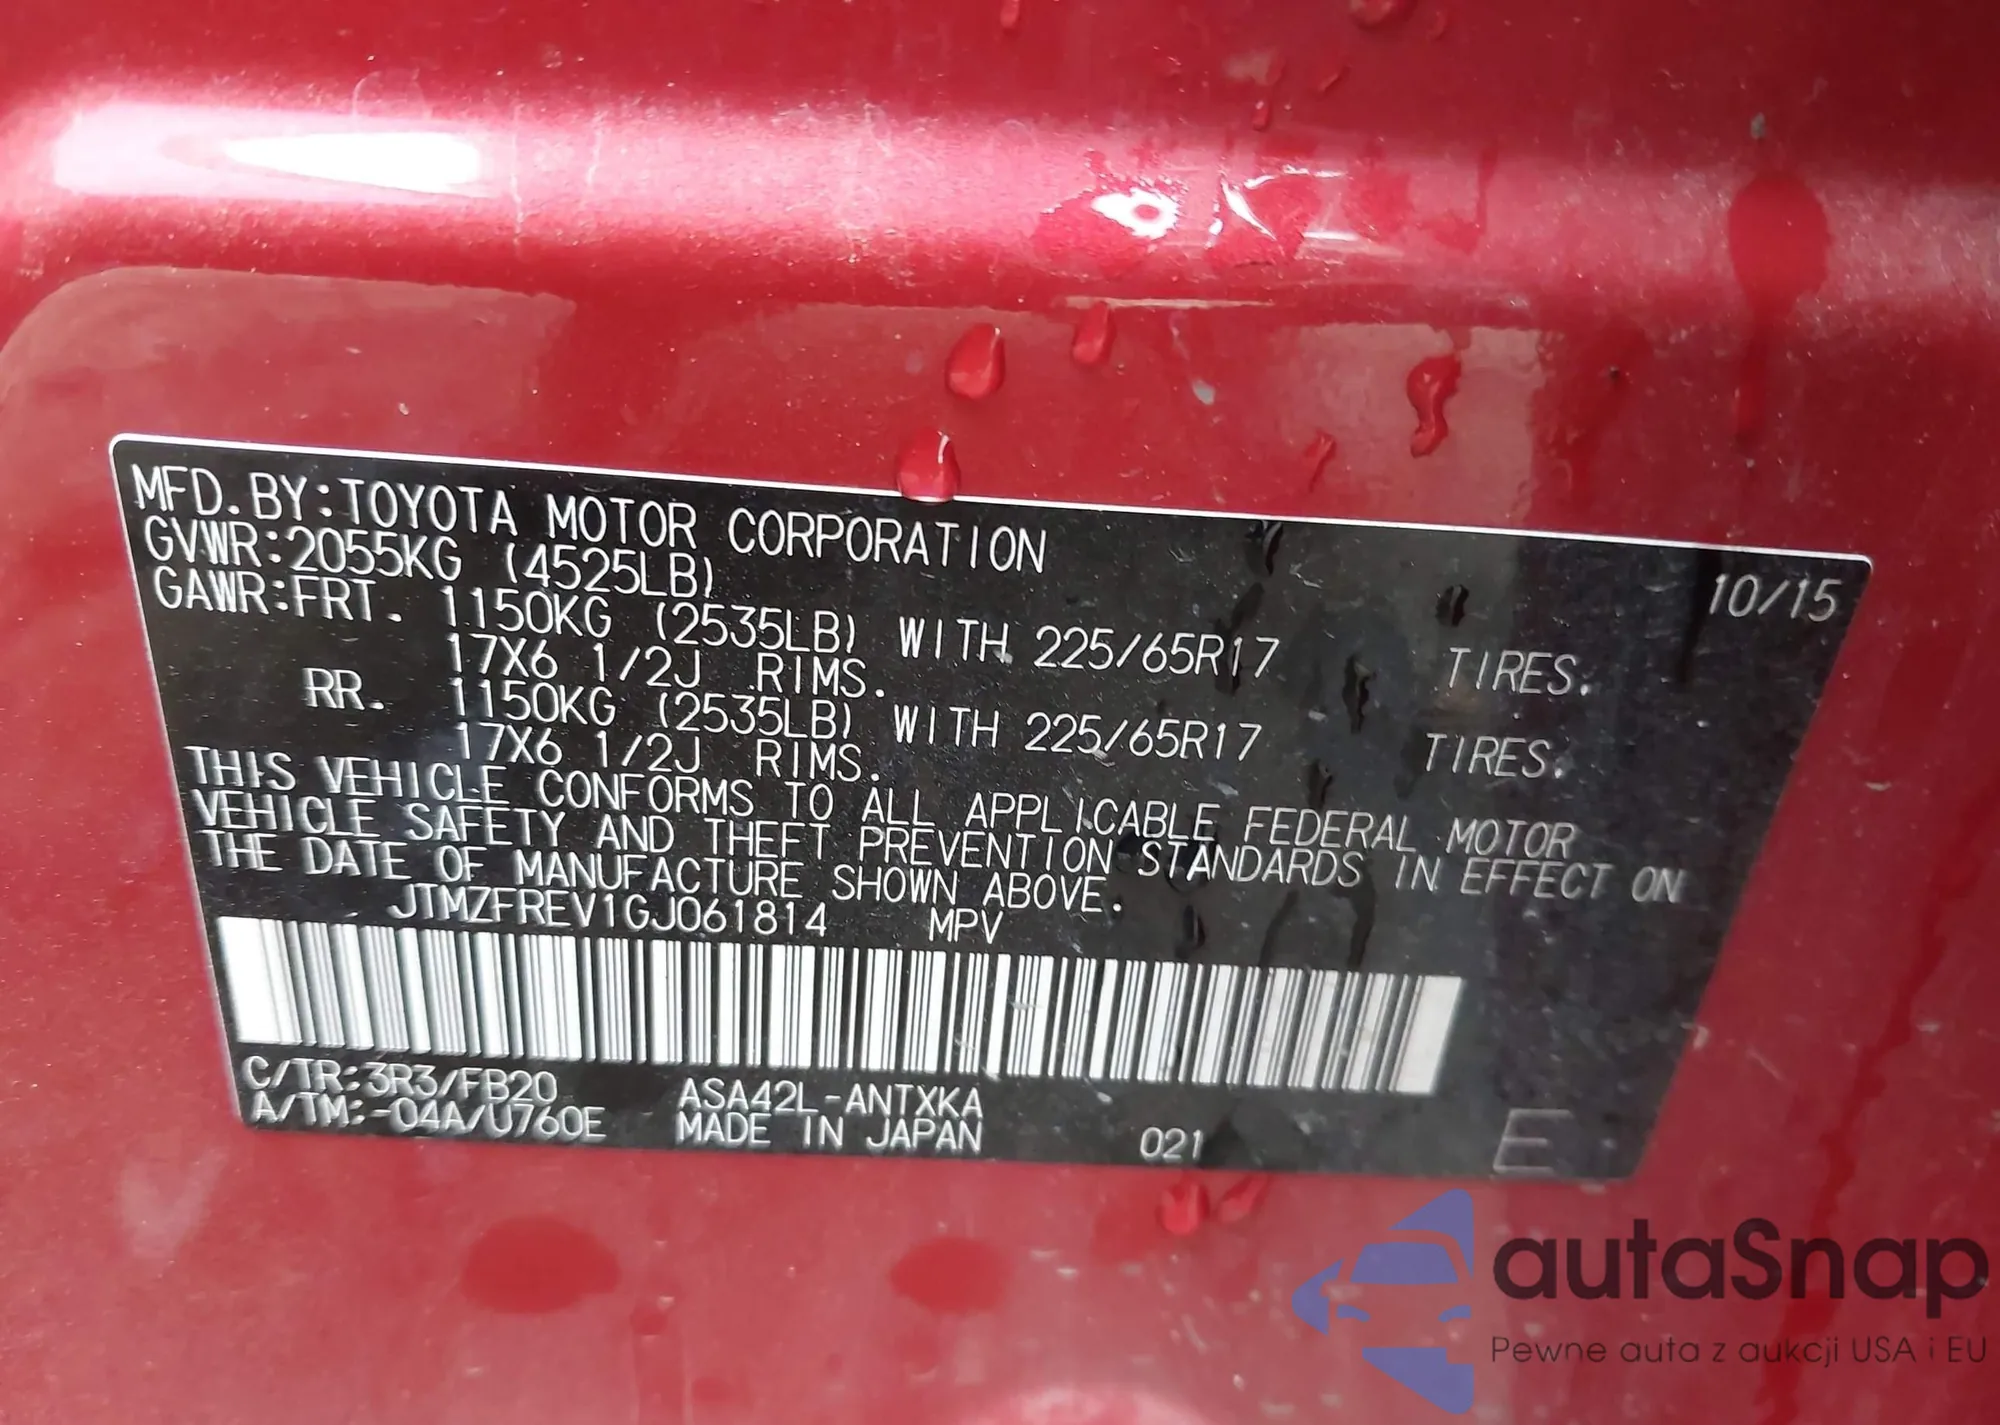 MFD.BY:TOYOTA MOTOR CORPORATION 10/15
GVWR:2055KG (4525LB)
GAWR:FRT. 1150KG (2535LB) WITH 225/65R17 TIRES.
17X6 1/2J RIMS.
RR. 1150KG (2535LB) WITH 225/65R17 TIRES.
17X6 1/2J RIMS.
THIS VEHICLE CONFORMS TO ALL APPLICABLE FEDERAL MOTOR
VEHICLE SAFETY AND THEFT PREVENTION STANDARDS IN EFFECT ON
THE DATE OF MANUFACTURE SHOWN ABOVE.
JTMZFREV1GJ061814 MPV
C/TR:3R3/FB20 ASA42L-ANTXKA
A/TM:-04A/U760E MADE IN JAPAN 021 E
autaSnap
Pewne auta z aukcji USA i EU